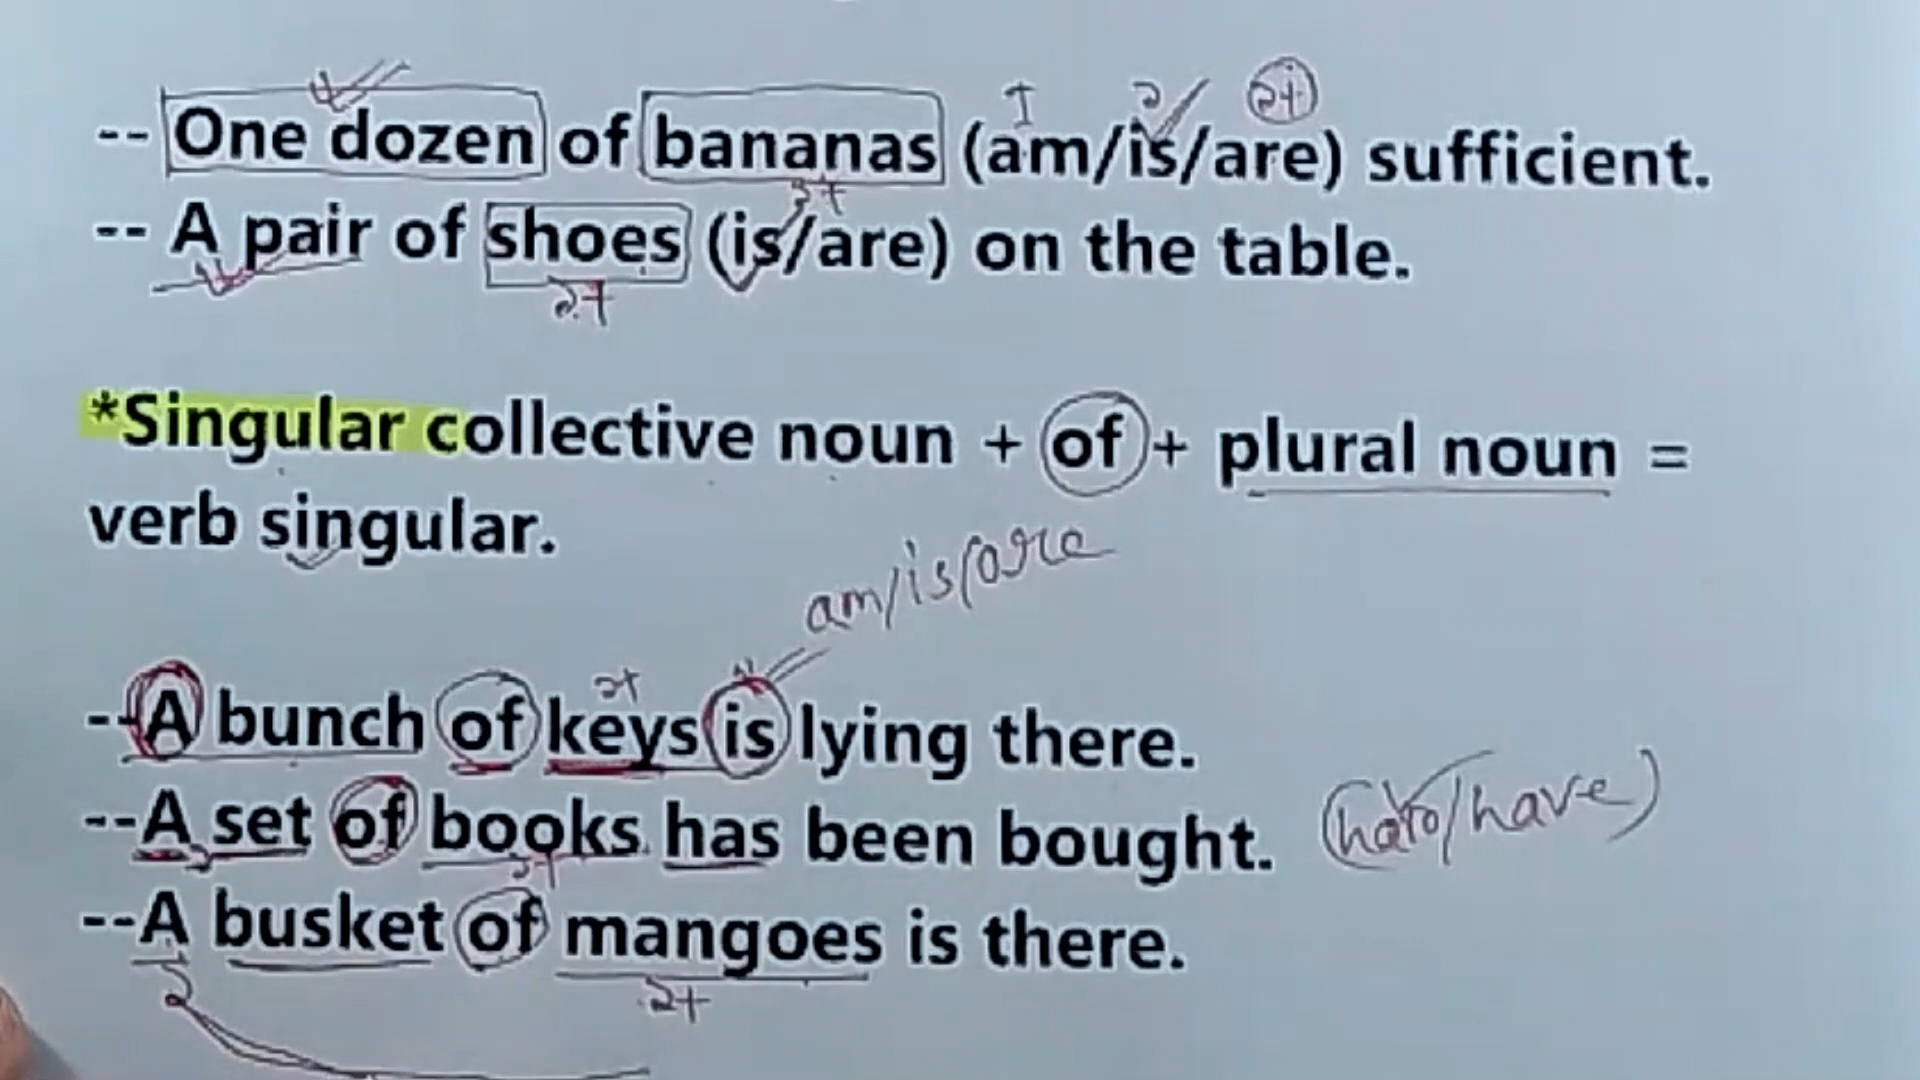 -- One dozen of bananas (am/is/are) sufficient.
-- A pair of shoes (is/are) on the table.
*Singular collective noun + of + plural noun =
verb singular.
am/is/are
--A bunch of keys is lying there.
--A set of books has been bought.
--A busket of mangoes is there.